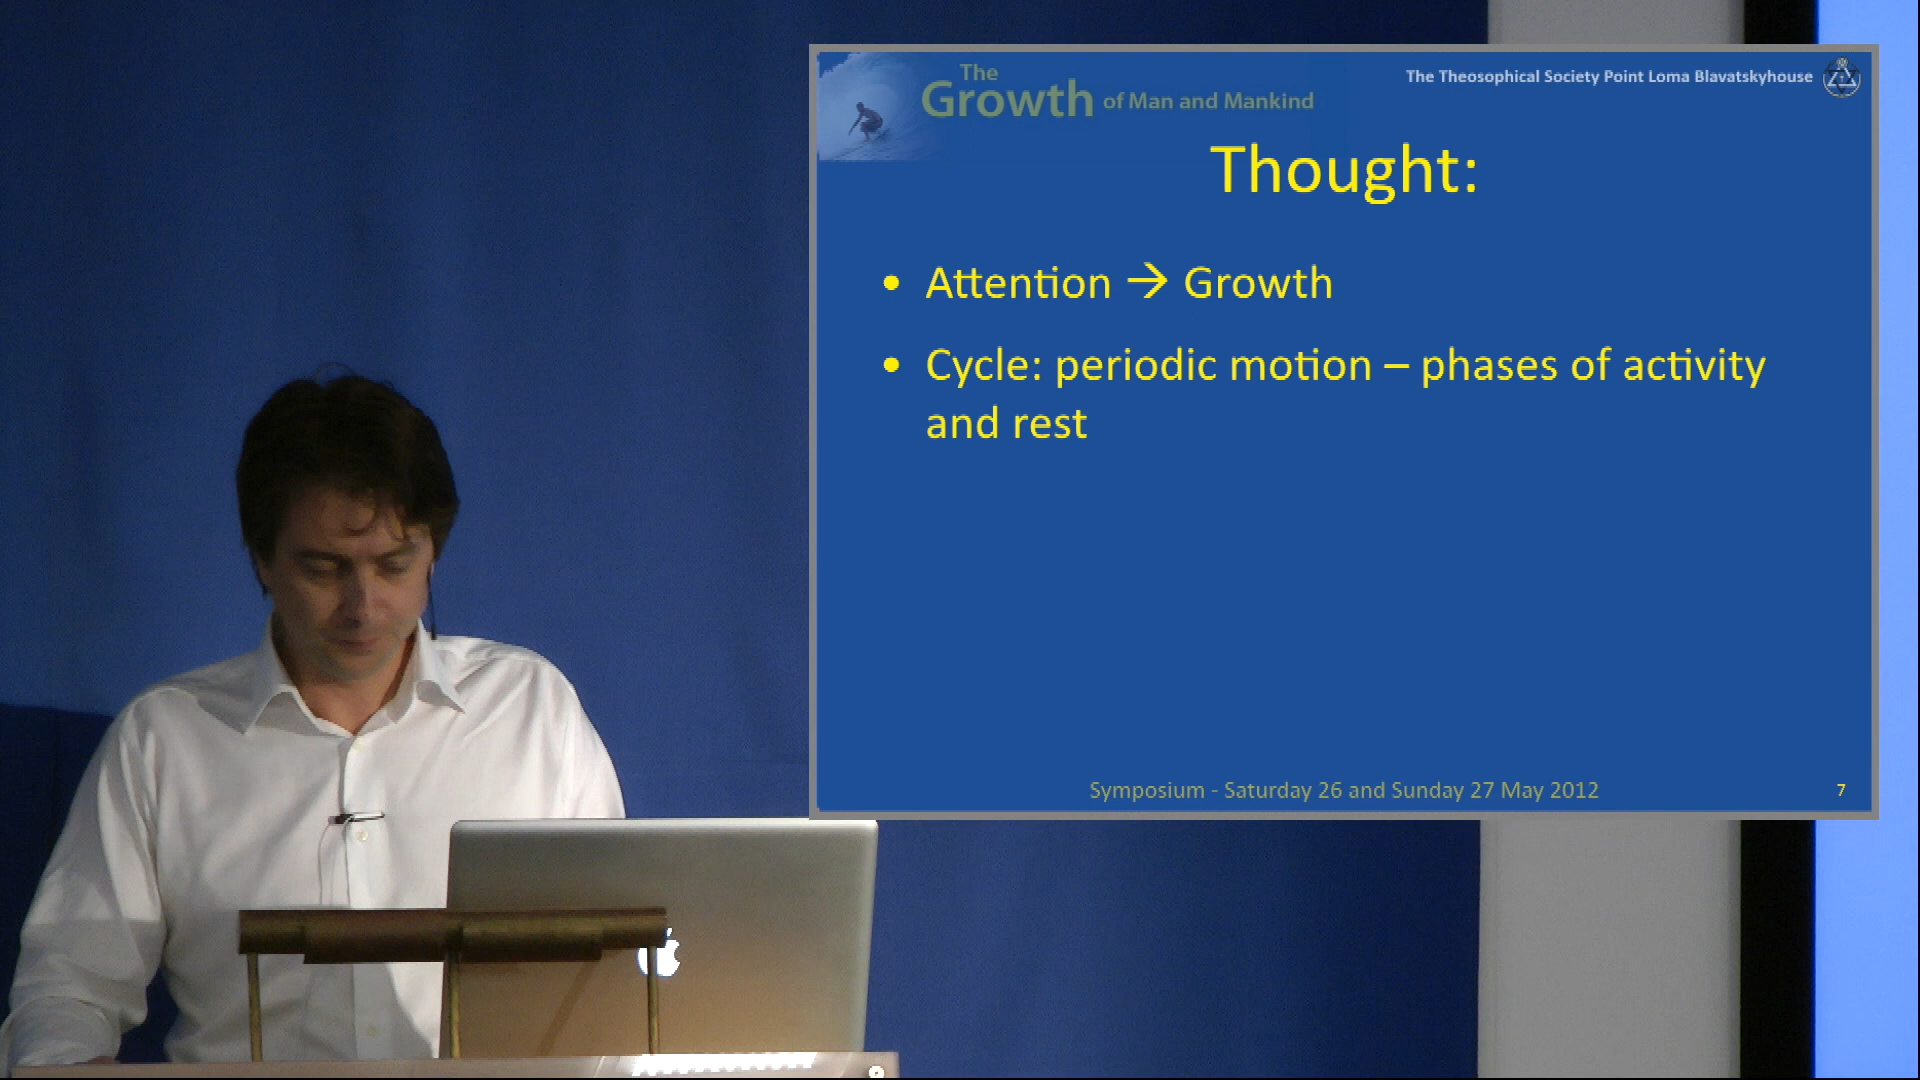 The
Growth of Man and Mankind
The Theosophical Society Point Loma Blavatskyhouse
Thought:
• Attention → Growth
• Cycle: periodic motion – phases of activity
and rest
Symposium - Saturday 26 and Sunday 27 May 2012
7